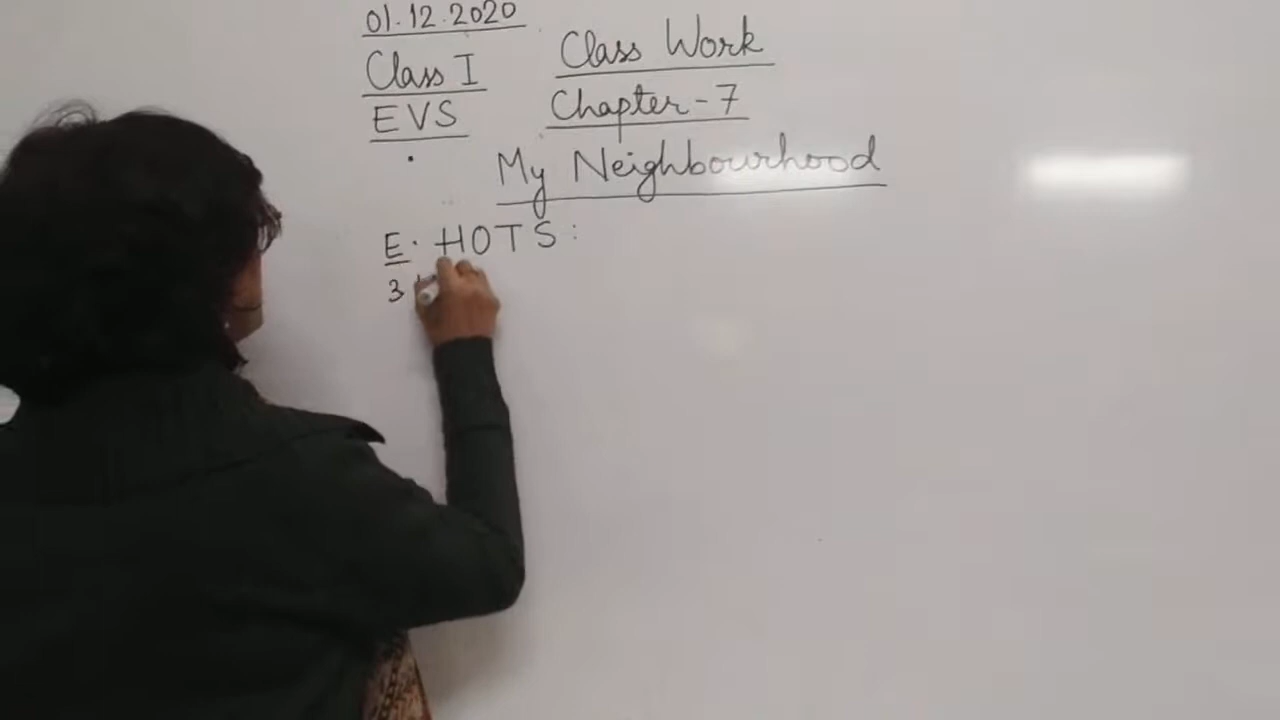 01.12.2020
Class I Class Work
EVS Chapter-7
My Neighbourhood
E. HOTS:
3